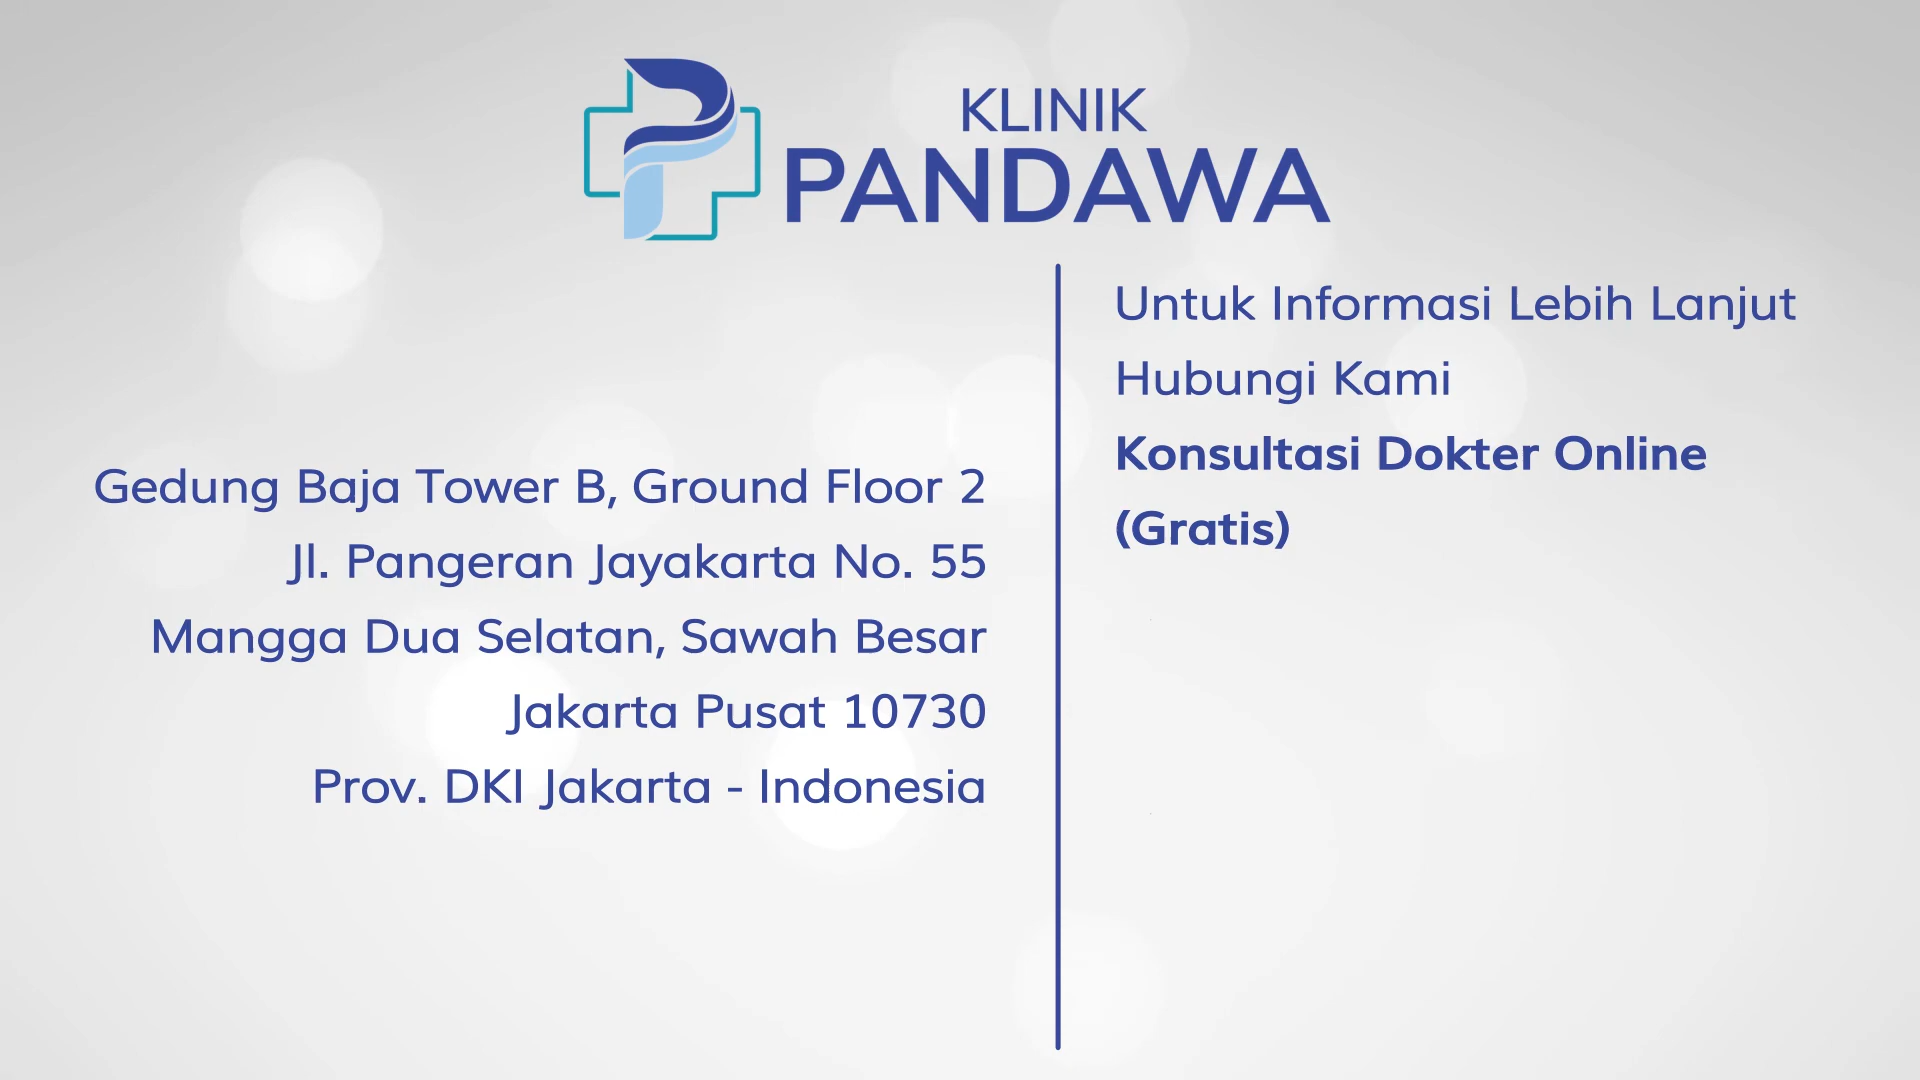 KLINIK
PANDAWA
Gedung Baja Tower B, Ground Floor 2
Jl. Pangeran Jayakarta No. 55
Mangga Dua Selatan, Sawah Besar
Jakarta Pusat 10730
Prov. DKI Jakarta - Indonesia
Untuk Informasi Lebih Lanjut
Hubungi Kami
Konsultasi Dokter Online
(Gratis)